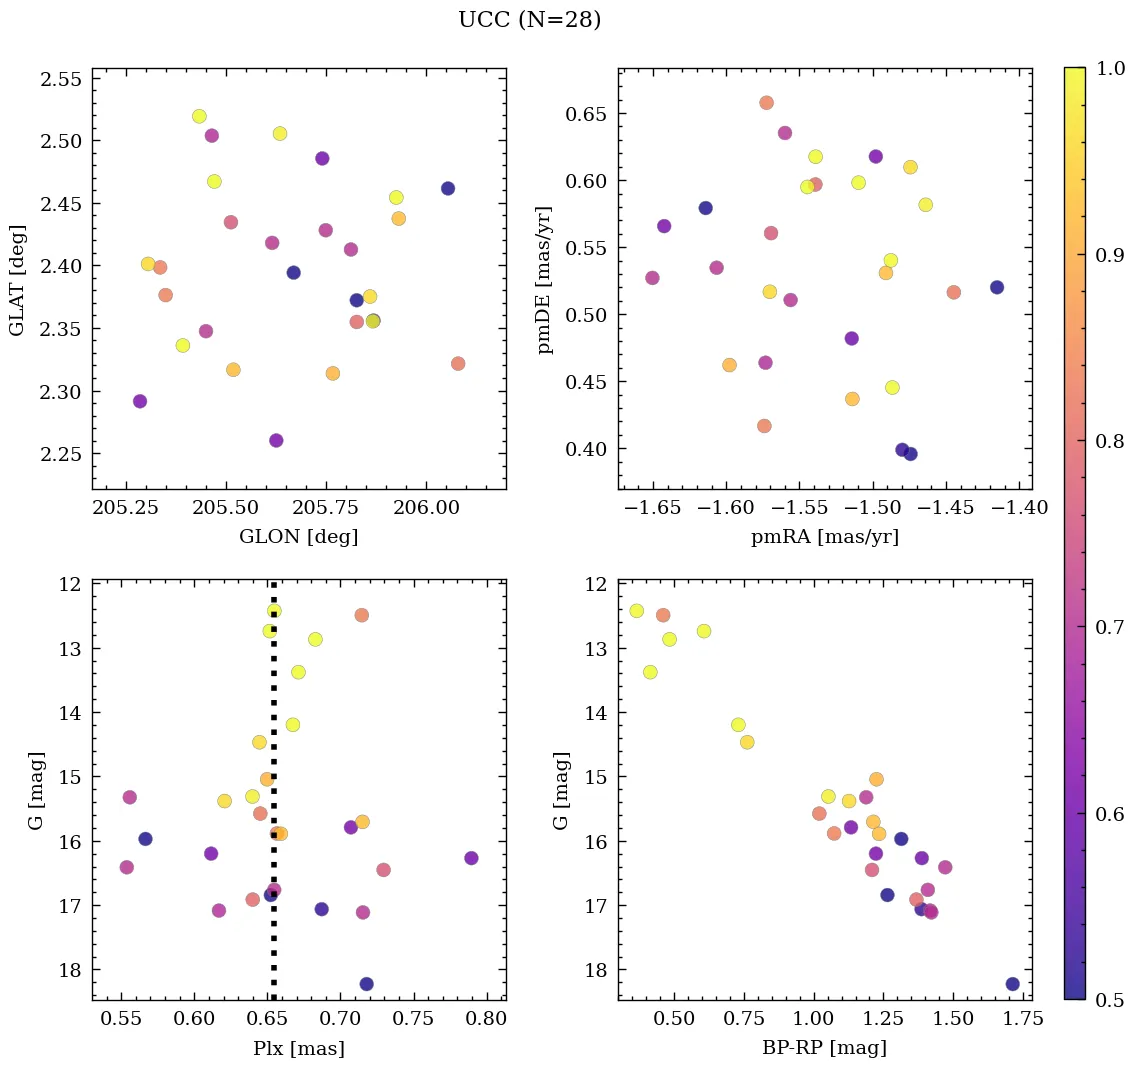 UCC (N=28)
2.55
2.50
2.45
2.40
2.35
2.30
2.25
GLAT [deg]
205.25 205.50 205.75 206.00
GLON [deg]
0.65
0.60
0.55
0.50
0.45
0.40
pmDE [mas/yr]
−1.65 −1.60 −1.55 −1.50 −1.45 −1.40
pmRA [mas/yr]
12
13
14
15
16
17
18
G [mag]
0.55 0.60 0.65 0.70 0.75 0.80
Plx [mas]
12
13
14
15
16
17
18
G [mag]
0.50 0.75 1.00 1.25 1.50 1.75
BP-RP [mag]
1.0
0.9
0.8
0.7
0.6
0.5